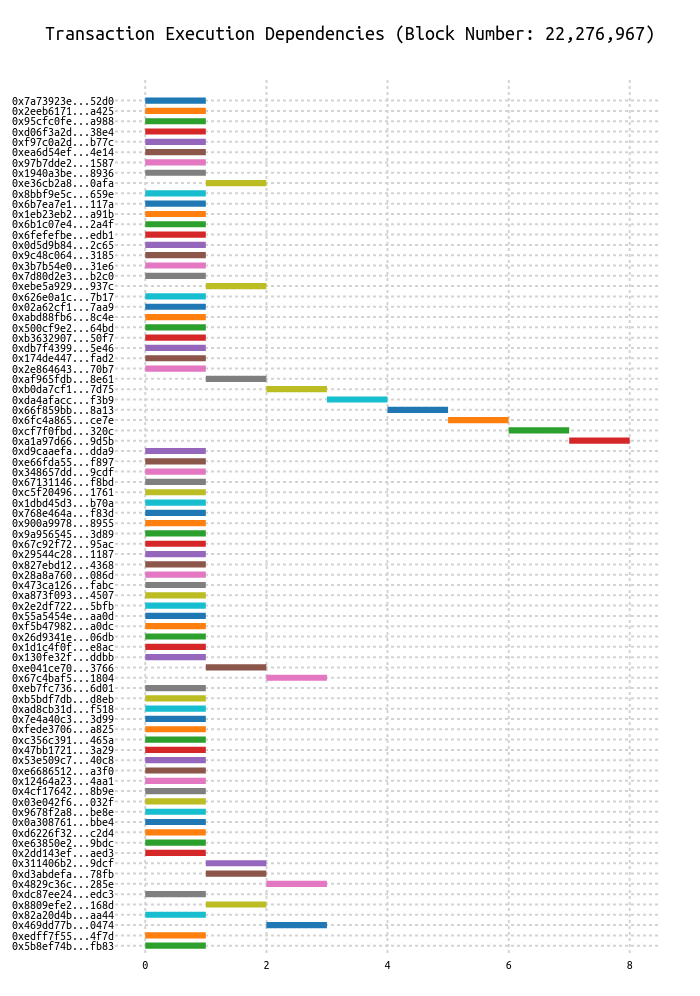 Transaction Execution Dependencies (Block Number: 22,276,967)
0x7a73923e...52d0
0x2eeb6171...a425
0x95cfc0fe...a988
0xd06f3a2d...38e4
0xf97c0a2d...b77c
0xea6d54ef...4e14
0x97b7dde2...1587
0x1940a3be...8936
0xe36cb2a8...0afa
0x8bbf9e5c...659e
0x6b7ea7e1...117a
0x1eb23eb2...a91b
0x6b1c07e4...2a4f
0x6fefefbe...edb1
0x0d5d9b84...2c65
0x9c48c064...3185
0x3b7b54e0...31e6
0x7d80d2e3...b2c0
0xebe5a929...937c
0x626e0a1c...7b17
0x02a62cf1...7aa9
0xabd88fb6...8c4e
0x500cf9e2...64bd
0xb3632907...50f7
0xdb7f4399...5e46
0x174de447...fad2
0x2e864643...70b7
0xaf965fdb...8e61
0xb0da7cf1...7d75
0xda4afacc...f3b9
0x66f859bb...8a13
0x6fc4a865...ce7e
0xcf7f0fbd...320c
0xa1a97d66...9d5b
0xd9caaefa...dda9
0xe66fda55...f897
0x348657dd...9cdf
0x67131146...f8bd
0xc5f20496...1761
0x1dbd45d3...b70a
0x768e464a...f83d
0x900a9978...8955
0x9a956545...3d89
0x67c92f72...95ac
0x29544c28...1187
0x827ebd12...4368
0x28a8a760...086d
0x473ca126...fabc
0xa873f093...4507
0x2e2df722...5bfb
0x55a5454e...aa0d
0xf5b47982...a0dc
0x26d9341e...06db
0x1d1c4f0f...e8ac
0x130fe32f...ddbb
0xe041ce70...3766
0x67c4baf5...1804
0xeb7fc736...6d01
0xb5bdf7db...d8eb
0xad8cb31d...f518
0x7e4a40c3...3d99
0xfede3706...a825
0xc356c391...465a
0x47bb1721...3a29
0x53e509c7...40c8
0xe6686512...a3f0
0x12464a23...4aa1
0x4cf17642...8b9e
0x03e042f6...032f
0x9678f2a8...be8e
0x0a308761...bbe4
0xd6226f32...c2d4
0xe63850e2...9bdc
0x2dd143ef...aed3
0x311406b2...9dcf
0xd3abdefa...78fb
0x4829c36c...285e
0xdc87ee24...edc3
0x8809efe2...168d
0x82a20d4b...aa44
0x469dd77b...0474
0xedff7f55...4f7d
0x5b8ef74b...fb83
0 2 4 6 8